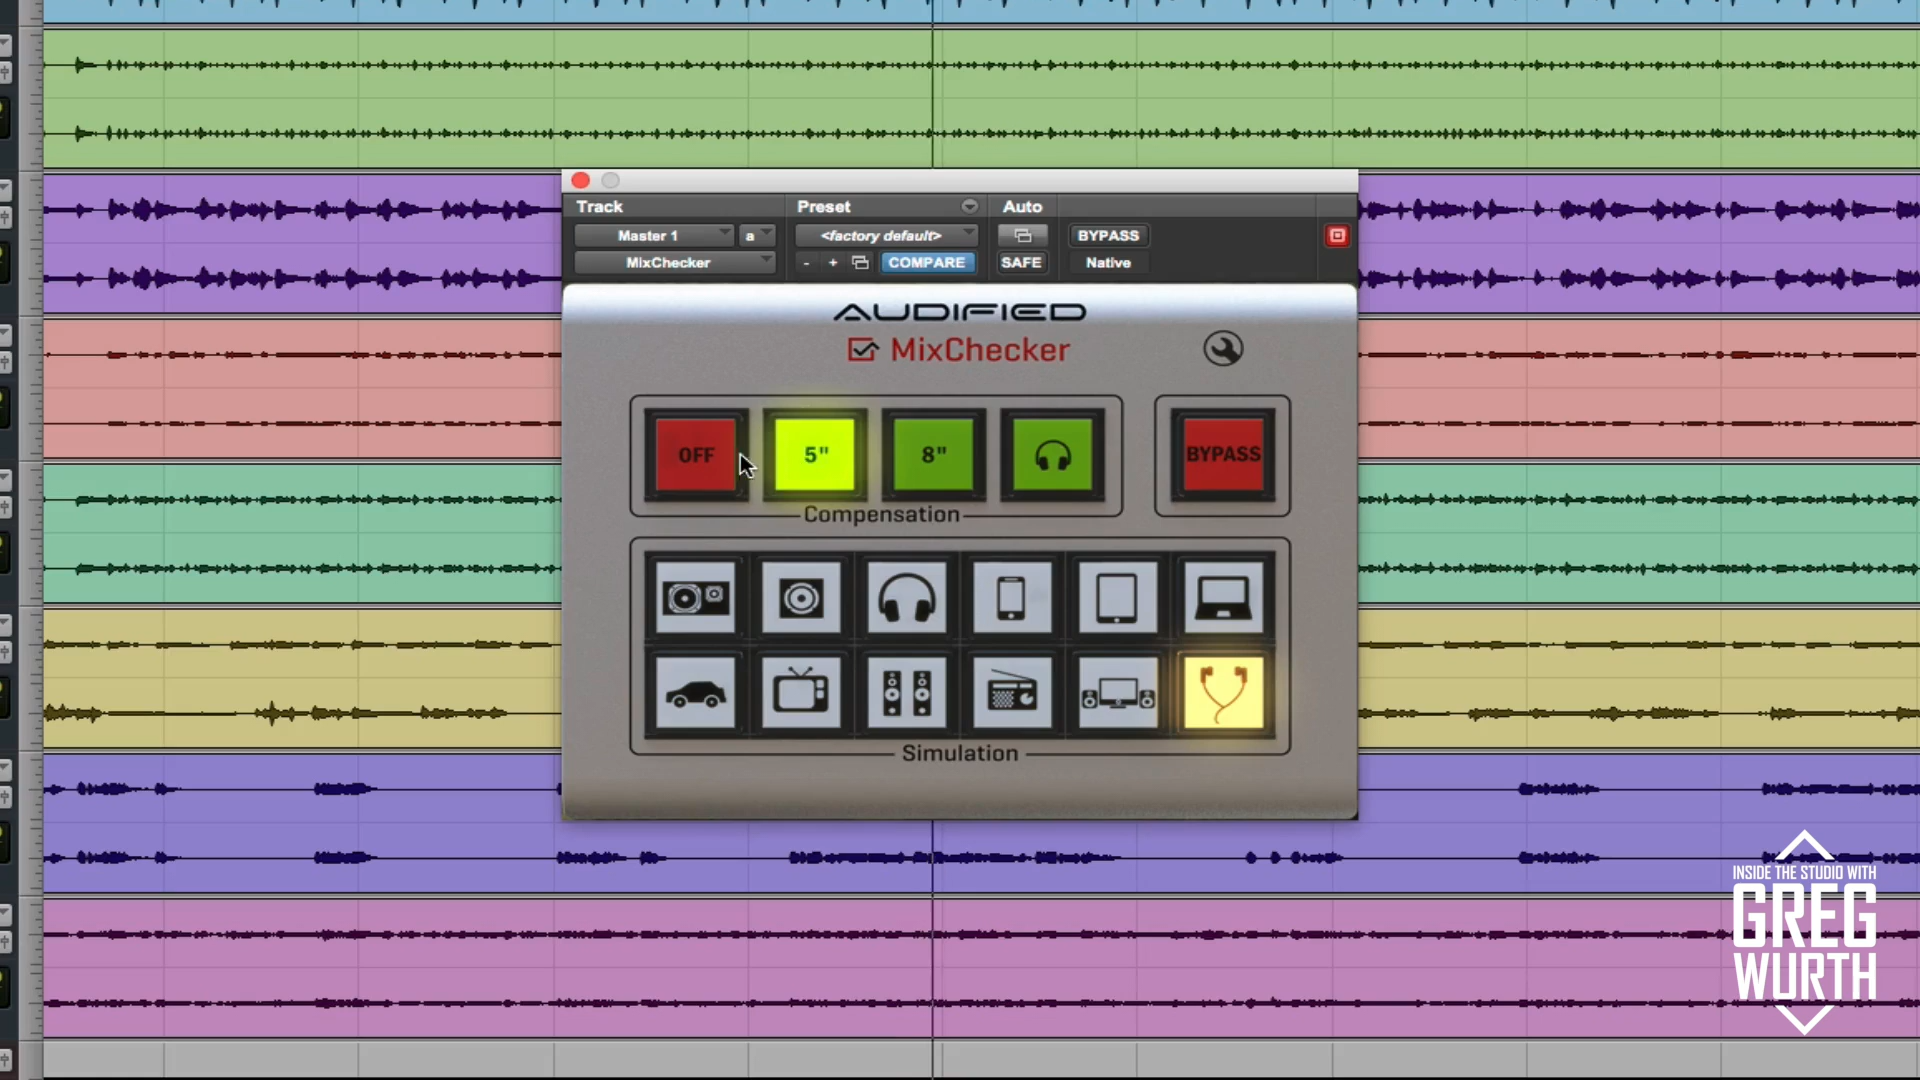 Track
Preset
Auto
Master 1
a
<factory default>
BYPASS
MixChecker
-
+
COMPARE
SAFE
Native
AUDIFIED
MixChecker
OFF
5"
8"
BYPASS
Compensation
Simulation
INSIDE THE STUDIO WITH
GREG
WURTH